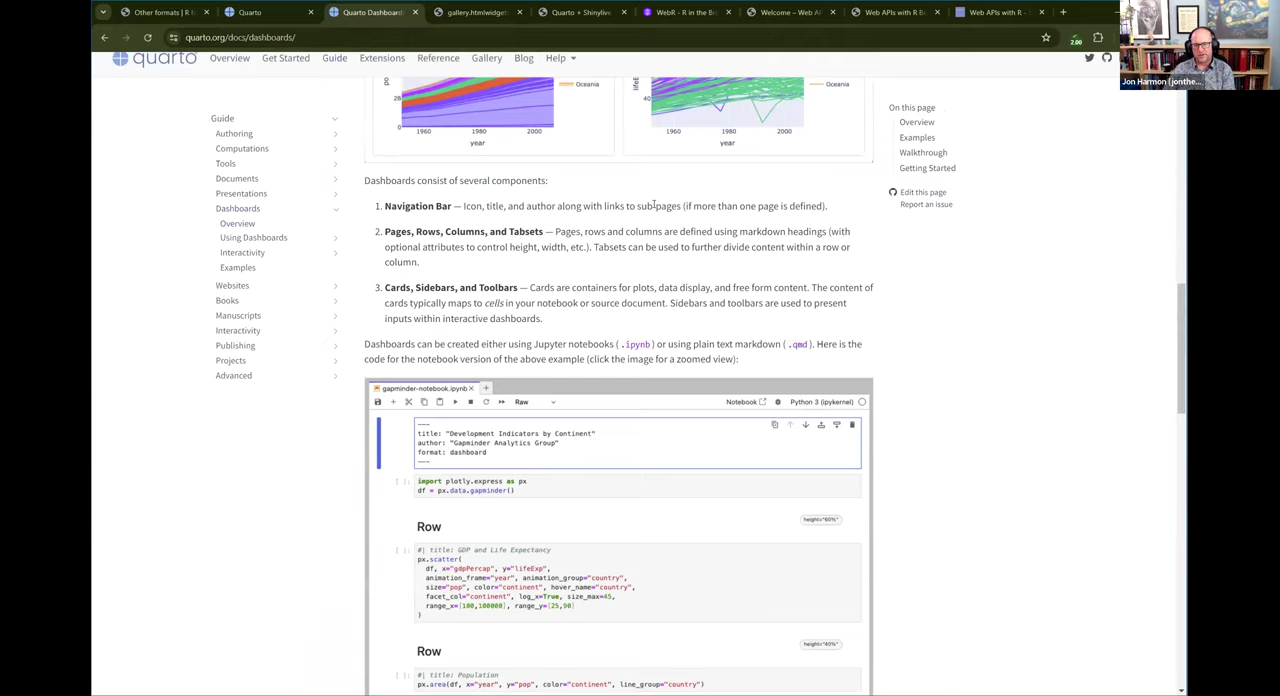 Other formats | R f
Quarto
Quarto Dashboards
gallery.htmlwidget
Quarto + Shinylive
WebR - R in the Br
Welcome – Web AP
Web APIs with R B
Web APIs with R - S
quarto.org/docs/dashboards/
2.00
Jon Harmon (jonthe...
quarto
Overview
Get Started
Guide
Extensions
Reference
Gallery
Blog
Help
Guide
Authoring
Computations
Tools
Documents
Presentations
Dashboards
Overview
Using Dashboards
Interactivity
Examples
Websites
Books
Manuscripts
Interactivity
Publishing
Projects
Advanced
0
1960 1980 2000
year
Oceania
40
1960 1980 2000
year
Oceania
Dashboards consist of several components:
1. Navigation Bar — Icon, title, and author along with links to sub-pages (if more than one page is defined).
2. Pages, Rows, Columns, and Tabsets — Pages, rows and columns are defined using markdown headings (with
optional attributes to control height, width, etc.). Tabsets can be used to further divide content within a row or
column.
3. Cards, Sidebars, and Toolbars — Cards are containers for plots, data display, and free form content. The content of
cards typically maps to cells in your notebook or source document. Sidebars and toolbars are used to present
inputs within interactive dashboards.
Dashboards can be created either using Jupyter notebooks (.ipynb) or using plain text markdown (.qmd). Here is the
code for the notebook version of the above example (click the image for a zoomed view):
gapminder-notebook.ipynb
Raw
Notebook
Python 3 (ipykernel)
---
title: "Development Indicators by Continent"
author: "Gapminder Analytics Group"
format: dashboard
---
[ ]: import plotly.express as px
df = px.data.gapminder()
Row
height="60%"
[ ]: #| title: GDP and Life Expectancy
px.scatter(
df, x="gdpPercap", y="lifeExp",
animation_frame="year", animation_group="country",
size="pop", color="continent", hover_name="country",
facet_col="continent", log_x=True, size_max=45,
range_x=[100,100000], range_y=[25,90]
)
Row
height="40%"
[ ]: #| title: Population
px.area(df, x="year", y="pop", color="continent", line_group="country")
On this page
Overview
Examples
Walkthrough
Getting Started
Edit this page
Report an issue